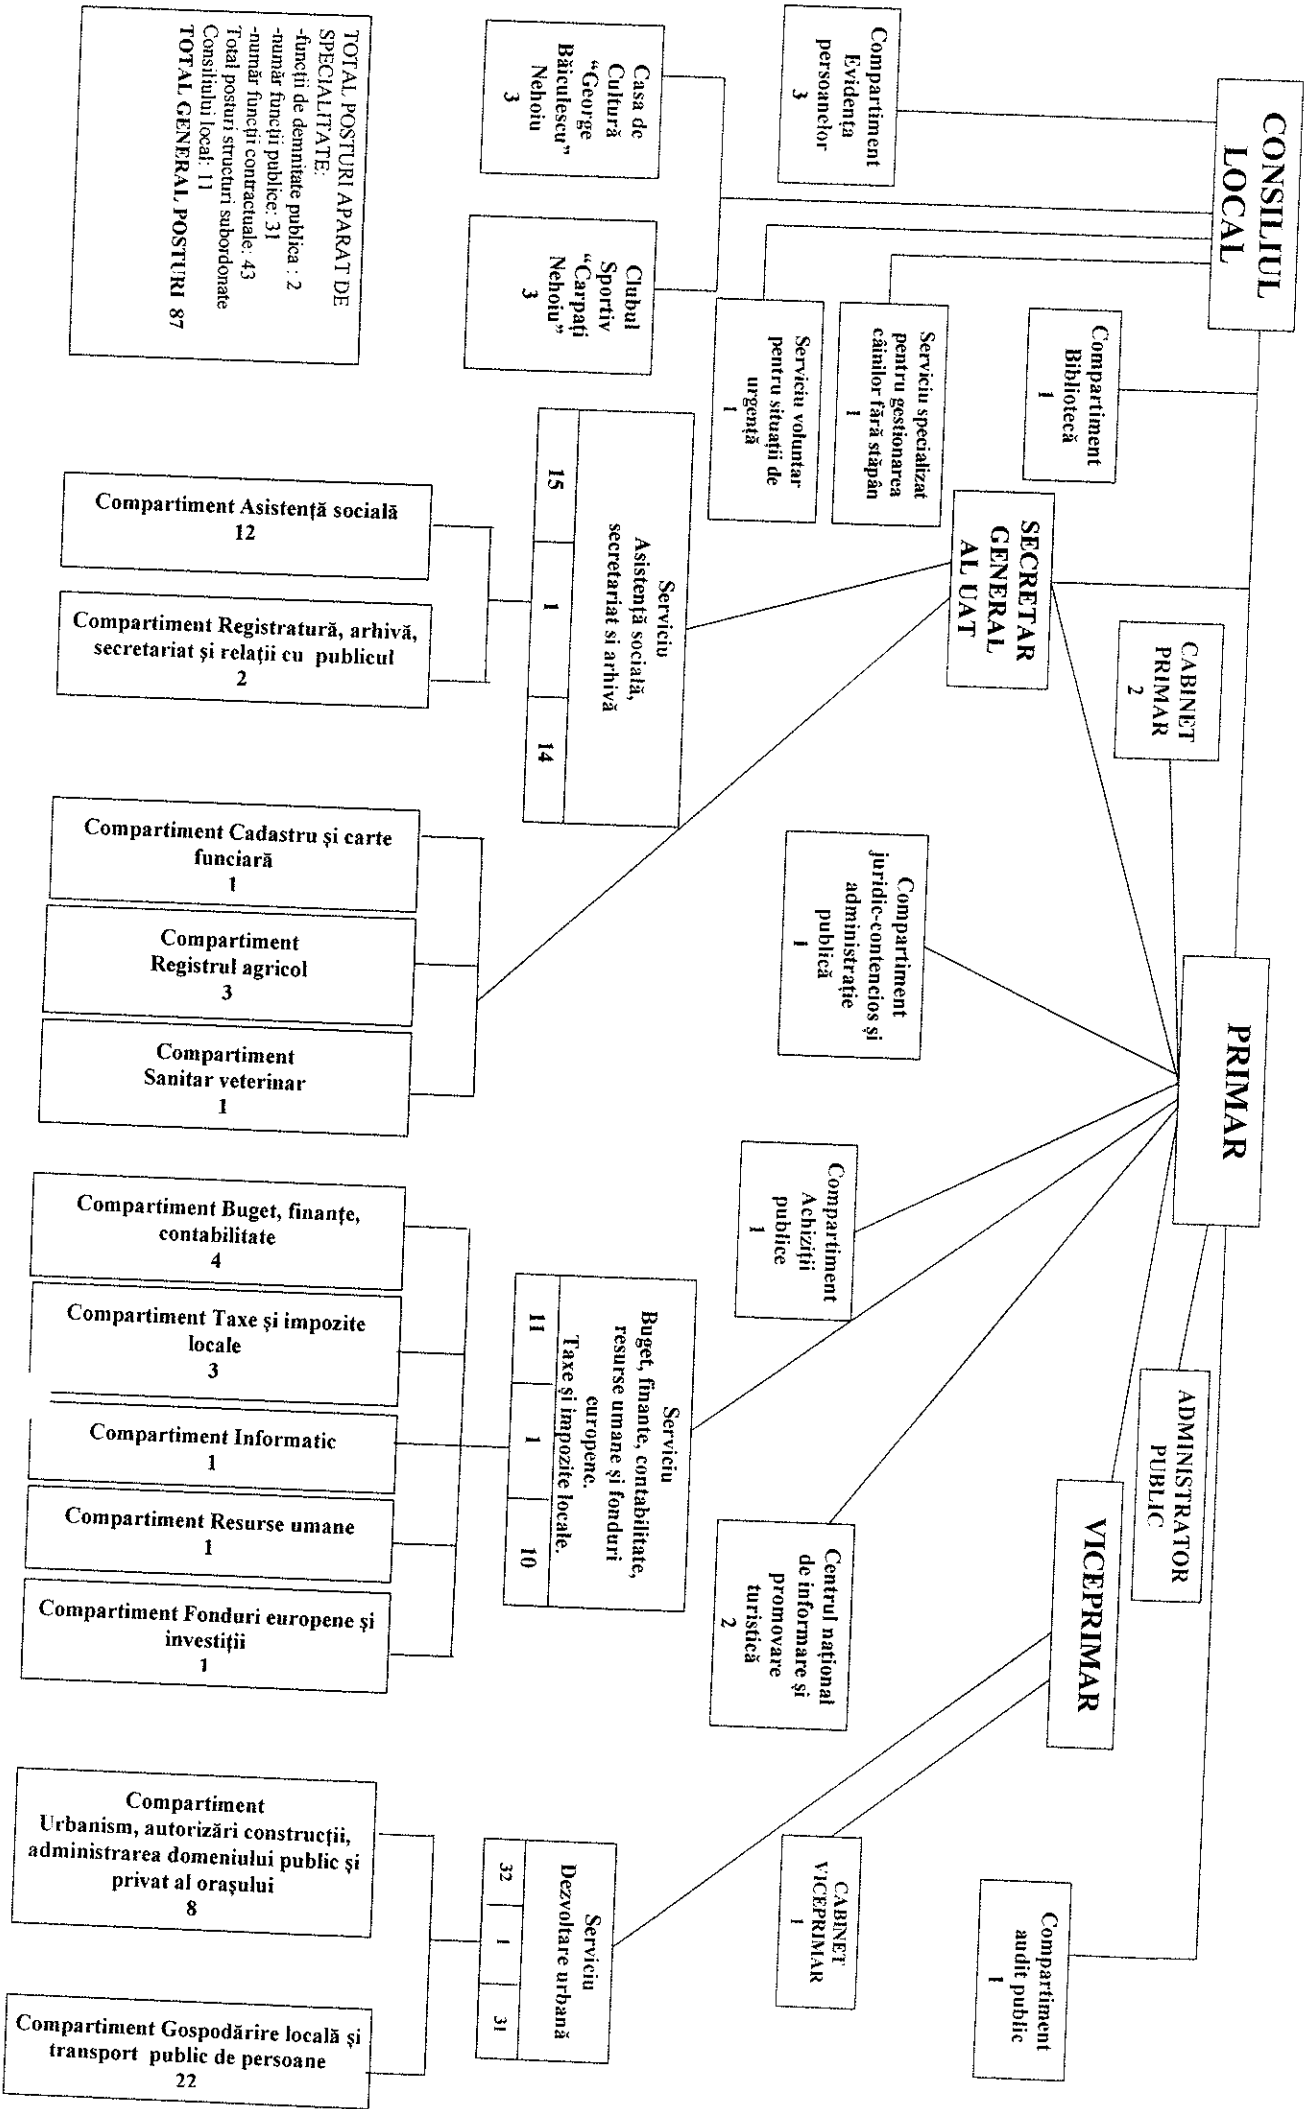 CONSILIUL
LOCAL
PRIMAR
Compartiment
Evidența
persoanelor
3
Casa de
Cultură
“George
Băiculescu”
Nehoiu
3
Clubul
Sportiv
“Carpați
Nehoiu”
3
Serviciu voluntar
pentru situații de
urgență
1
Serviciu specializat
pentru gestionarea
câinilor fără stăpân
1
Compartiment
Bibliotecă
1
SECRETAR
GENERAL
AL UAT
CABINET
PRIMAR
2
Compartiment
juridic-contencios și
administrație
publică
1
Compartiment
Achiziții
publice
1
Centrul național
de informare și
promovare
turistică
2
ADMINISTRATOR
PUBLIC
VICEPRIMAR
CABINET
VICEPRIMAR
1
Compartiment
audit public
1
Serviciu
Asistență socială,
secretariat si arhivă
15
1
14
Serviciu
Buget, finante, contabilitate,
resurse umane și fonduri
europene.
Taxe și impozite locale.
11
1
10
Serviciu
Dezvoltare urbană
32
1
31
TOTAL POSTURI APARAT DE
SPECIALITATE:
-funcții de demnitate publica : 2
-număr funcții publice: 31
-număr funcții contractuale: 43
Total posturi structuri subordonate
Consiliului local: 11
TOTAL GENERAL POSTURI 87
Compartiment Asistență socială
12
Compartiment Registratură, arhivă,
secretariat și relații cu publicul
2
Compartiment Cadastru și carte
funciară
1
Compartiment
Registrul agricol
3
Compartiment
Sanitar veterinar
1
Compartiment Buget, finanțe,
contabilitate
4
Compartiment Taxe și impozite
locale
3
Compartiment Informatic
1
Compartiment Resurse umane
1
Compartiment Fonduri europene și
investiții
1
Compartiment
Urbanism, autorizări construcții,
administrarea domeniului public și
privat al orașului
8
Compartiment Gospodărire locală și
transport public de persoane
22